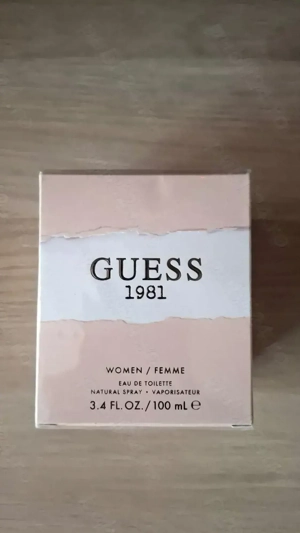 GUESS
1981
WOMEN / FEMME
EAU DE TOILETTE
NATURAL SPRAY • VAPORISATEUR
3.4 FL. OZ. / 100 mL ℮